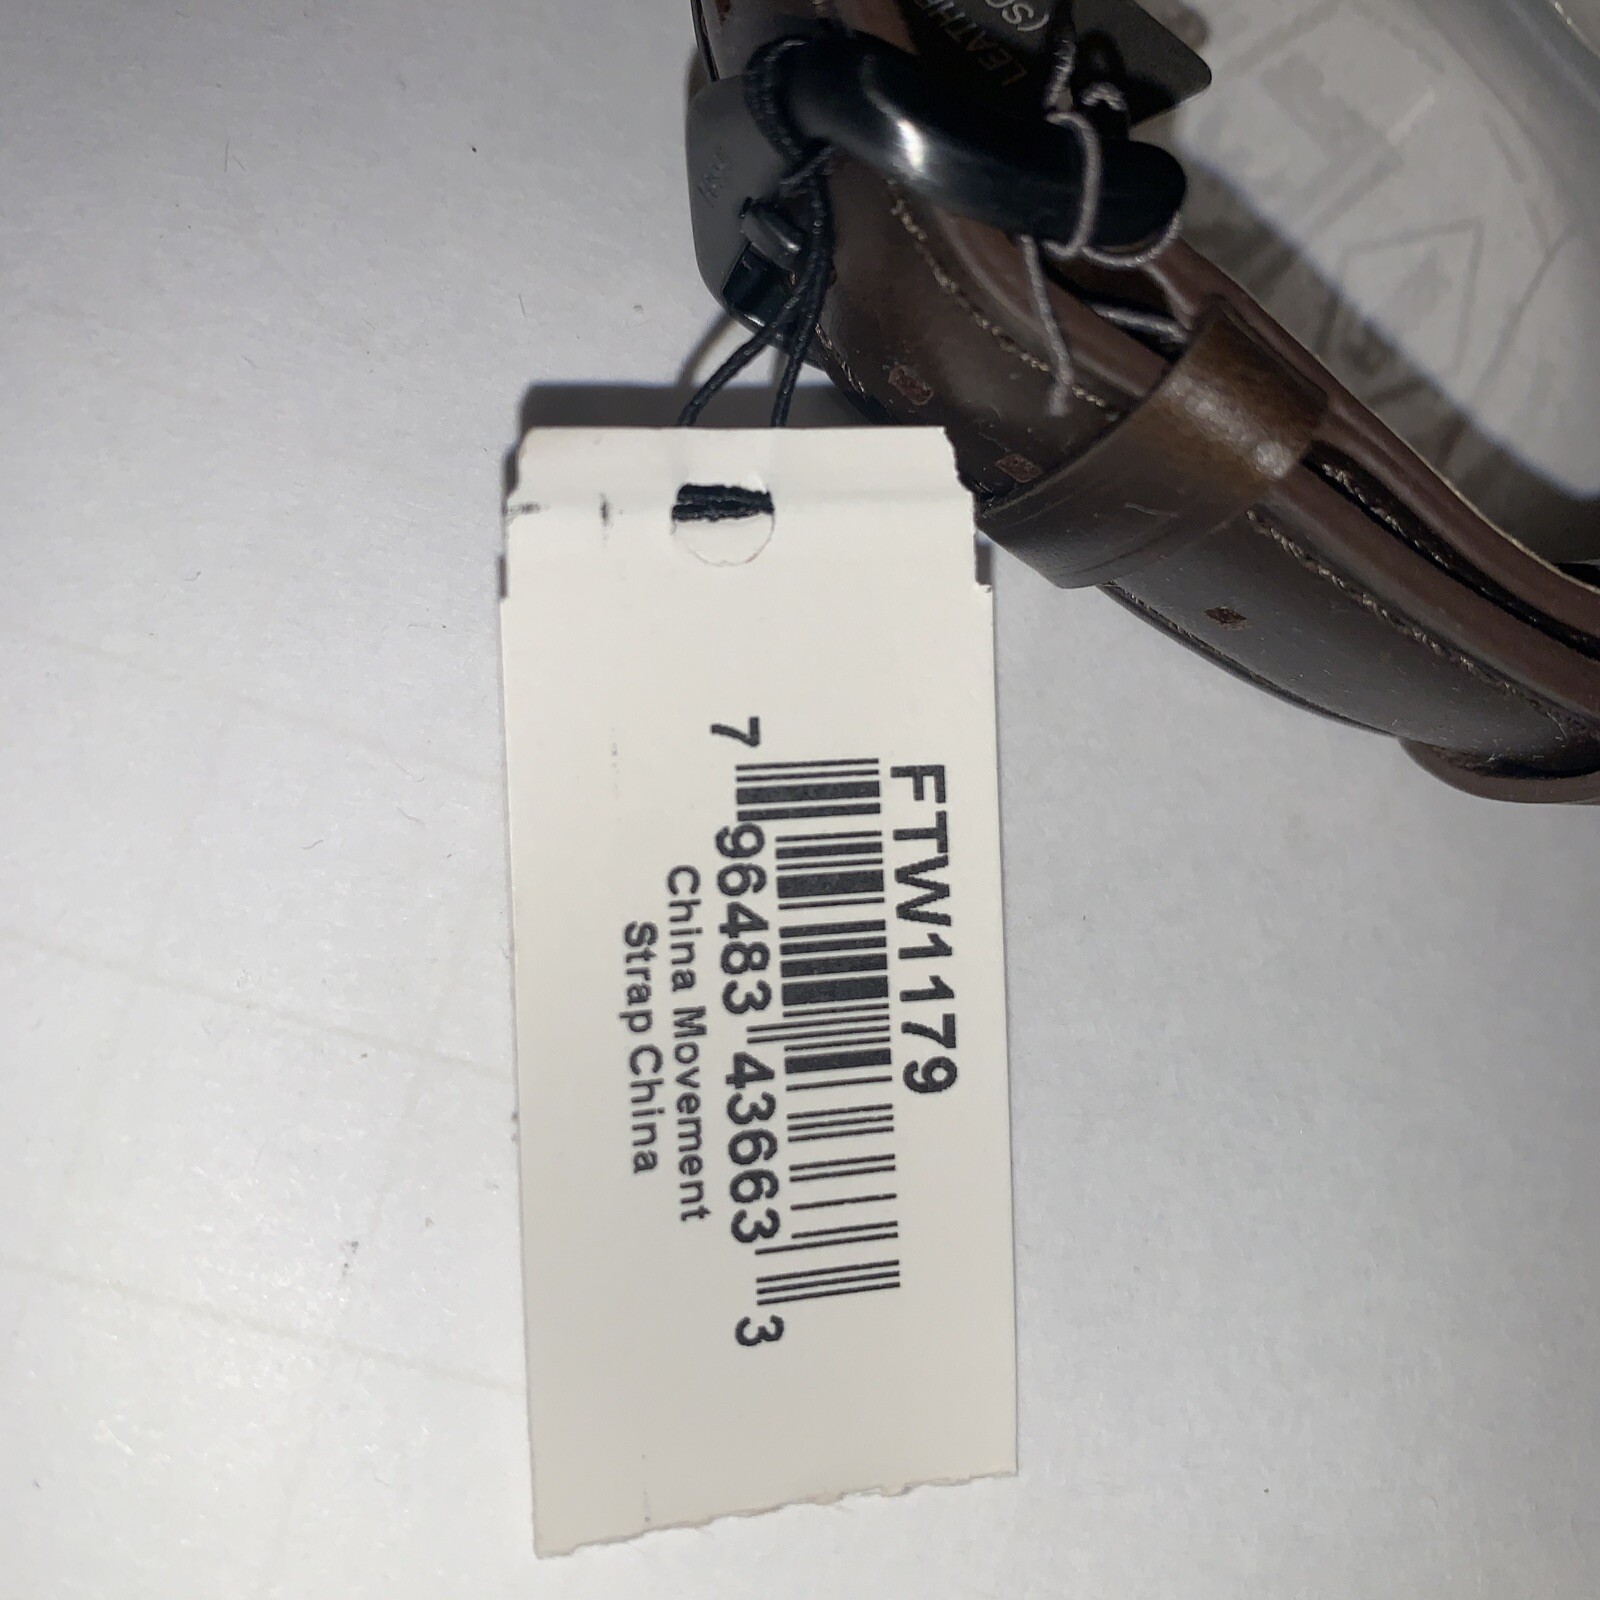 FTW1179
7 96483 43663 3
China Movement
Strap China